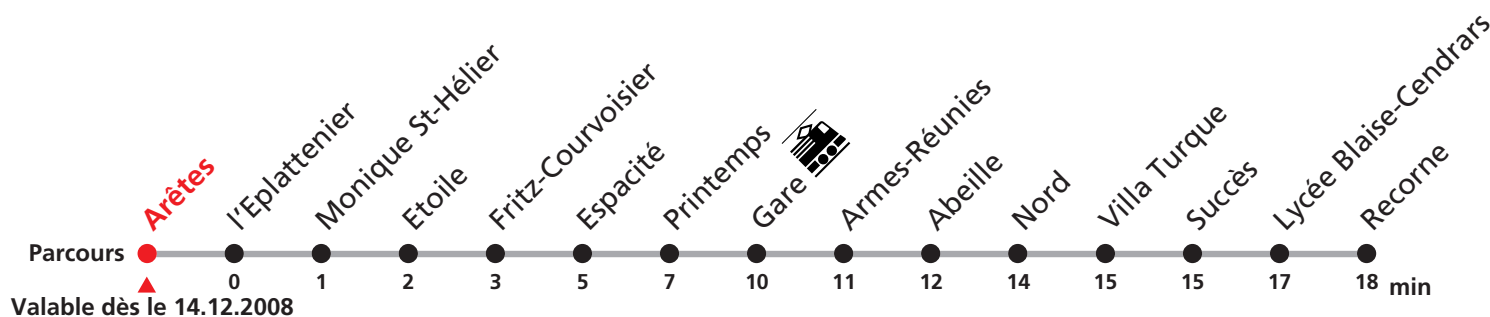 Arêtes
l'Eplattenier
Monique St-Hélier
Etoile
Fritz-Courvoisier
Espacité
Printemps
Gare
Armes-Réunies
Abeille
Nord
Villa Turque
Succès
Lycée Blaise-Cendrars
Recorne
Parcours
0 1 2 3 5 7 10 11 12 14 15 15 17 18 min
Valable dès le 14.12.2008